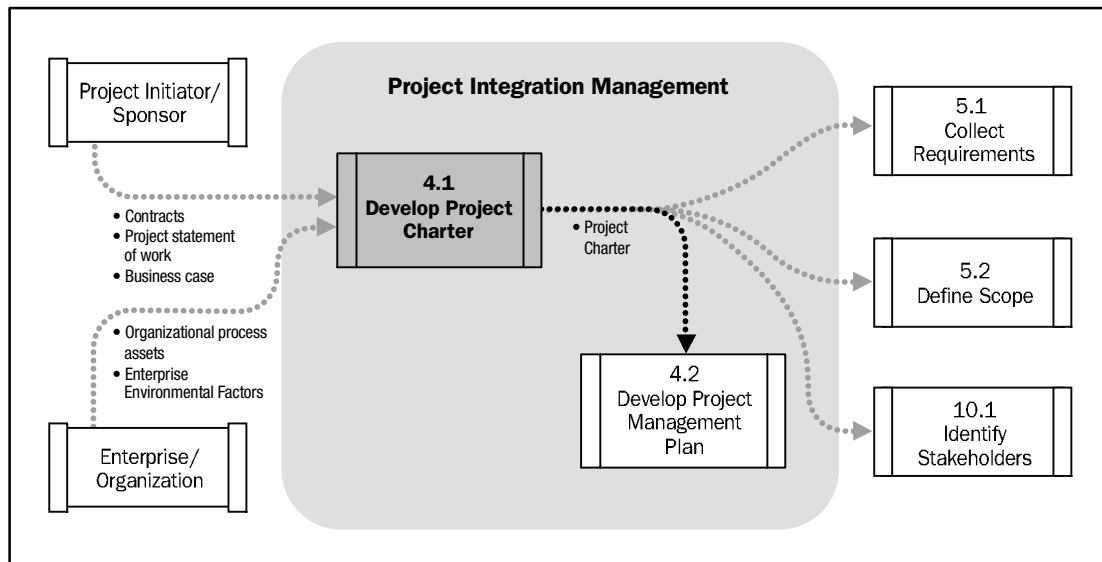 Project Integration Management
Project Initiator/
Sponsor
• Contracts
• Project statement
of work
• Business case
• Organizational process
assets
• Enterprise
Environmental Factors
Enterprise/
Organization
4.1
Develop Project
Charter
• Project
Charter
4.2
Develop Project
Management
Plan
5.1
Collect
Requirements
5.2
Define Scope
10.1
Identify
Stakeholders